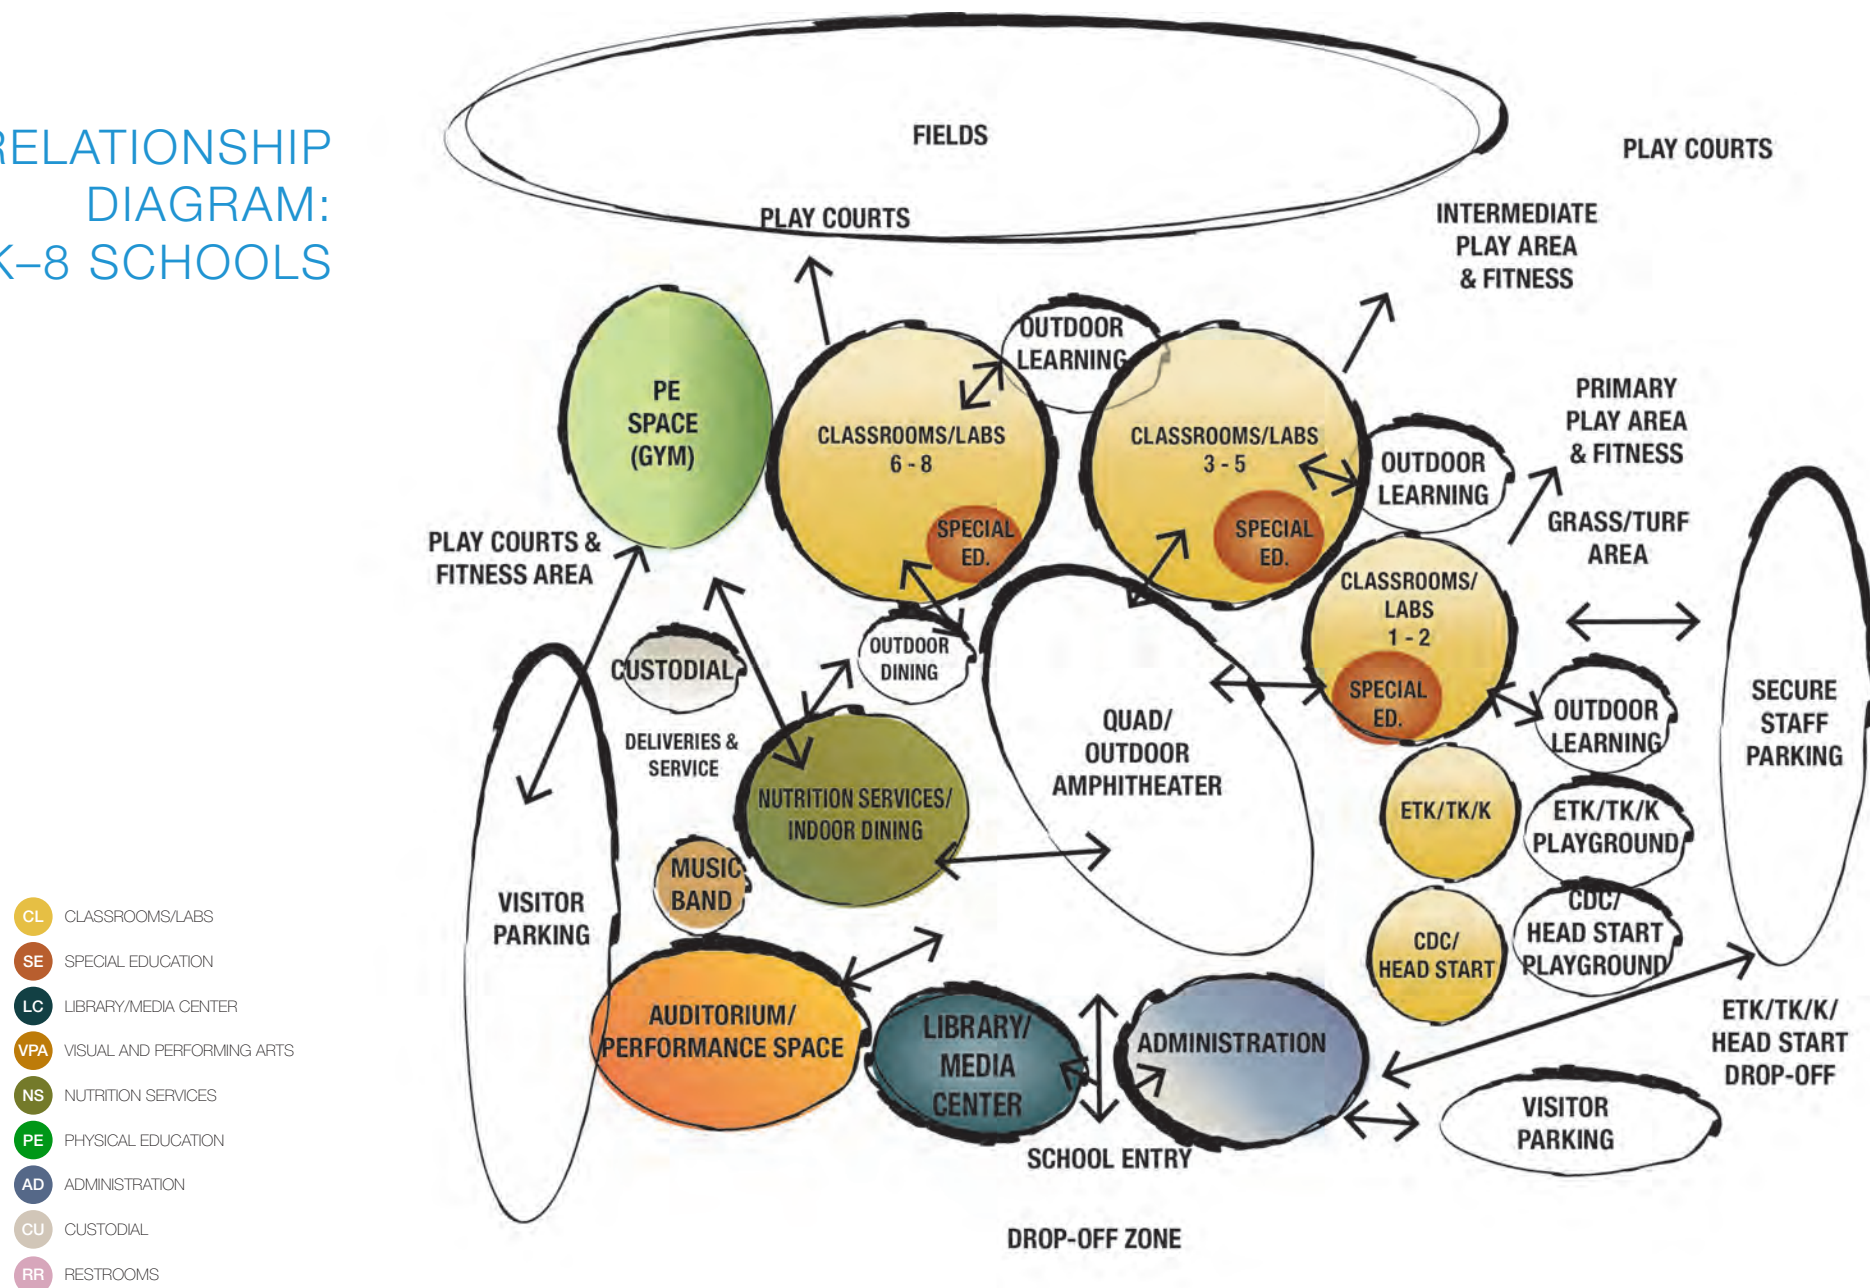 RELATIONSHIP
DIAGRAM:
K–8 SCHOOLS
FIELDS
PLAY COURTS
PLAY COURTS
INTERMEDIATE
PLAY AREA
& FITNESS
OUTDOOR
LEARNING
PE
SPACE
(GYM)
CLASSROOMS/LABS
6 - 8
SPECIAL
ED.
CLASSROOMS/LABS
3 - 5
SPECIAL
ED.
OUTDOOR
LEARNING
PRIMARY
PLAY AREA
& FITNESS
GRASS/TURF
AREA
PLAY COURTS &
FITNESS AREA
CLASSROOMS/
LABS
1 - 2
SPECIAL
ED.
CUSTODIAL
OUTDOOR
DINING
DELIVERIES &
SERVICE
QUAD/
OUTDOOR
AMPHITHEATER
OUTDOOR
LEARNING
SECURE
STAFF
PARKING
NUTRITION SERVICES/
INDOOR DINING
ETK/TK/K
ETK/TK/K
PLAYGROUND
MUSIC
BAND
VISITOR
PARKING
CDC/
HEAD START
CDC/
HEAD START
PLAYGROUND
AUDITORIUM/
PERFORMANCE SPACE
LIBRARY/
MEDIA
CENTER
ADMINISTRATION
ETK/TK/K/
HEAD START
DROP-OFF
VISITOR
PARKING
SCHOOL ENTRY
DROP-OFF ZONE
CL CLASSROOMS/LABS
SE SPECIAL EDUCATION
LC LIBRARY/MEDIA CENTER
VPA VISUAL AND PERFORMING ARTS
NS NUTRITION SERVICES
PE PHYSICAL EDUCATION
AD ADMINISTRATION
CU CUSTODIAL
RR RESTROOMS